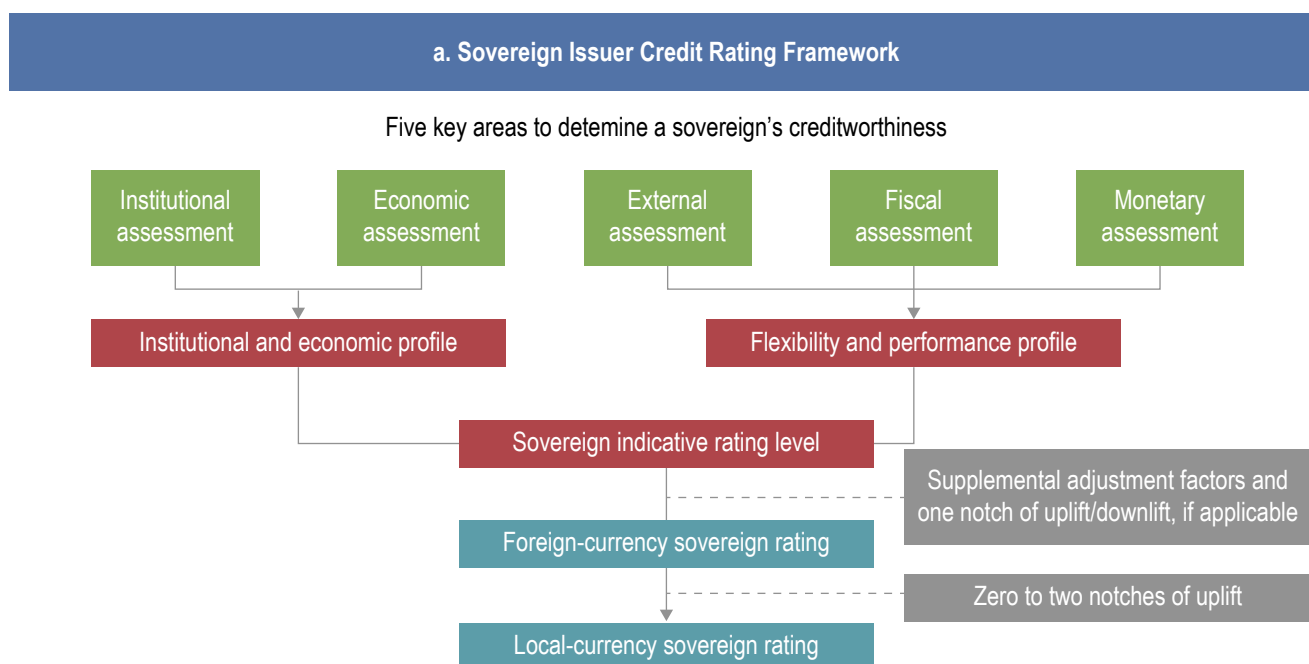 a. Sovereign Issuer Credit Rating Framework
Five key areas to detemine a sovereign's creditworthiness
Institutional
assessment
Economic
assessment
External
assessment
Fiscal
assessment
Monetary
assessment
Institutional and economic profile
Flexibility and performance profile
Sovereign indicative rating level
Supplemental adjustment factors and
one notch of uplift/downlift, if applicable
Foreign-currency sovereign rating
Zero to two notches of uplift
Local-currency sovereign rating